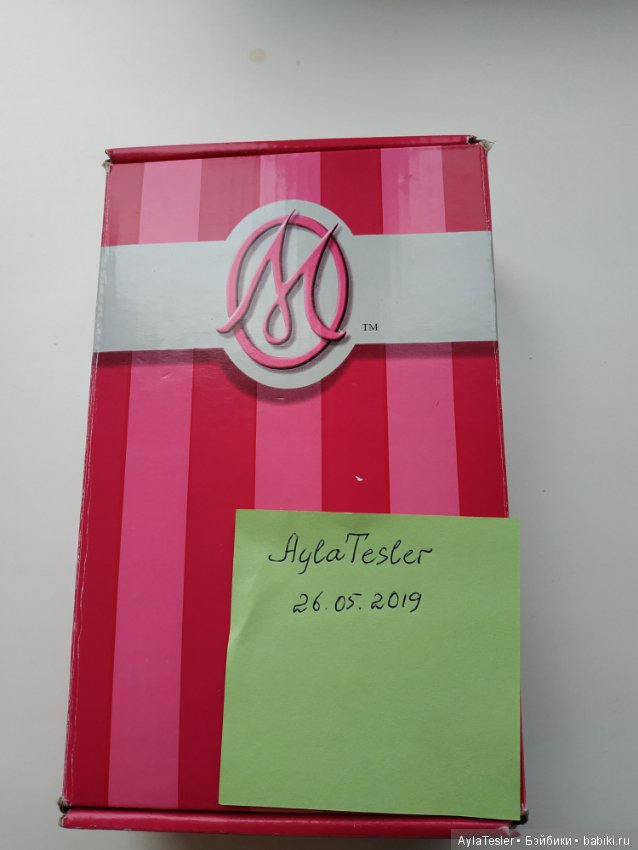 M
TM
AylaTesler
26.05.2019
AylaTesler • Бэйбики • babiki.ru